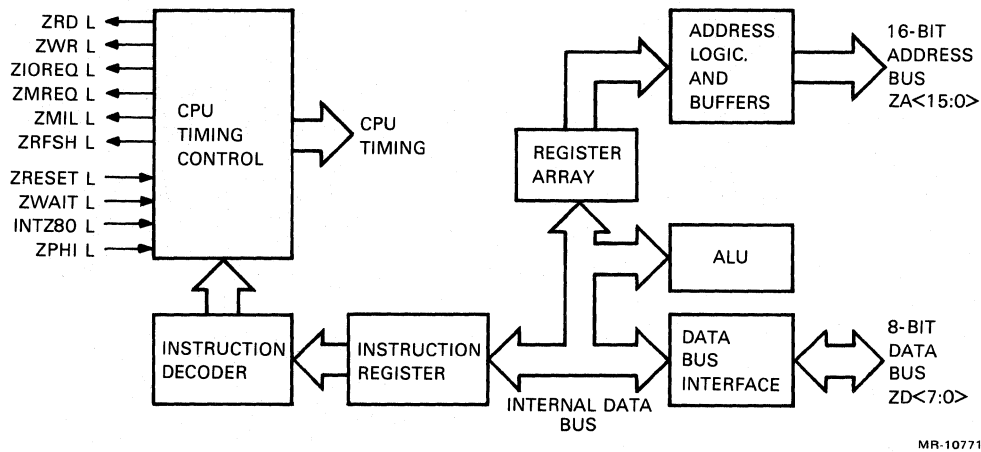 ZRD L
ZWR L
ZIOREQ L
ZMREQ L
ZMIL L
ZRFSH L
ZRESET L
ZWAIT L
INTZ80 L
ZPHI L
CPU
TIMING
CONTROL
CPU
TIMING
ADDRESS
LOGIC,
AND
BUFFERS
16-BIT
ADDRESS
BUS
ZA<15:0>
REGISTER
ARRAY
ALU
INSTRUCTION
DECODER
INSTRUCTION
REGISTER
INTERNAL DATA
BUS
DATA
BUS
INTERFACE
8-BIT
DATA
BUS
ZD<7:0>
MR-10771